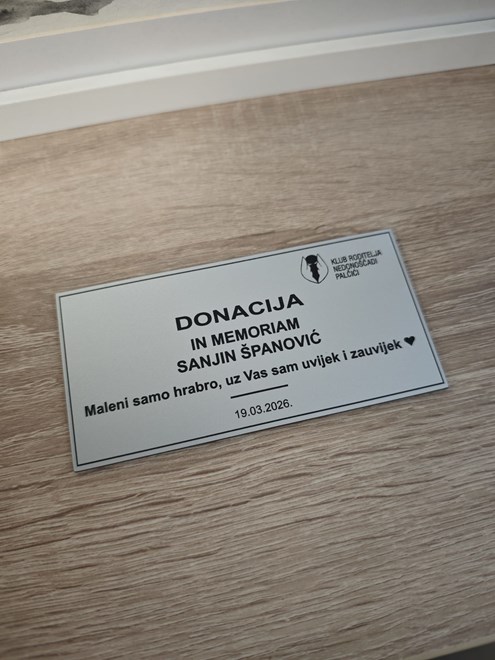 KLUB RODITELJA
NEDONOŠČADI
PALČIĆI
DONACIJA
IN MEMORIAM
SANJIN ŠPANOVIĆ
Maleni samo hrabro, uz Vas sam uvijek i zauvijek ♥
19.03.2026.